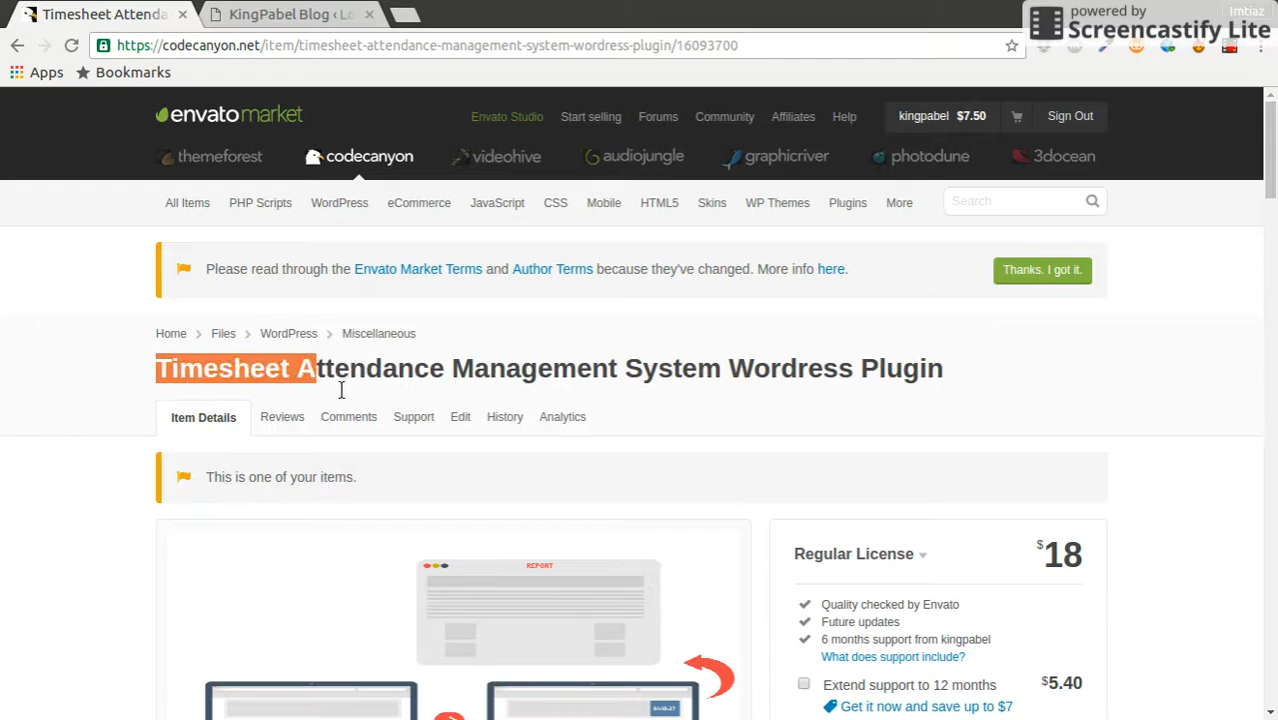 Timesheet Attenda
KingPabel Blog ‹ Lo
Imtiaz
powered by
Screencastify Lite
https://codecanyon.net/item/timesheet-attendance-management-system-wordress-plugin/16093700
Apps
Bookmarks
envatomarket
Envato Studio
Start selling
Forums
Community
Affiliates
Help
kingpabel $7.50
Sign Out
themeforest
codecanyon
videohive
audiojungle
graphicriver
photodune
3docean
All Items
PHP Scripts
WordPress
eCommerce
JavaScript
CSS
Mobile
HTML5
Skins
WP Themes
Plugins
More
Search
Please read through the Envato Market Terms and Author Terms because they've changed. More info here.
Thanks. I got it.
Home
Files
WordPress
Miscellaneous
Timesheet Attendance Management System Wordress Plugin
Item Details
Reviews
Comments
Support
Edit
History
Analytics
This is one of your items.
REPORT
Regular License
$18
Quality checked by Envato
Future updates
6 months support from kingpabel
What does support include?
Extend support to 12 months
$5.40
Get it now and save up to $7